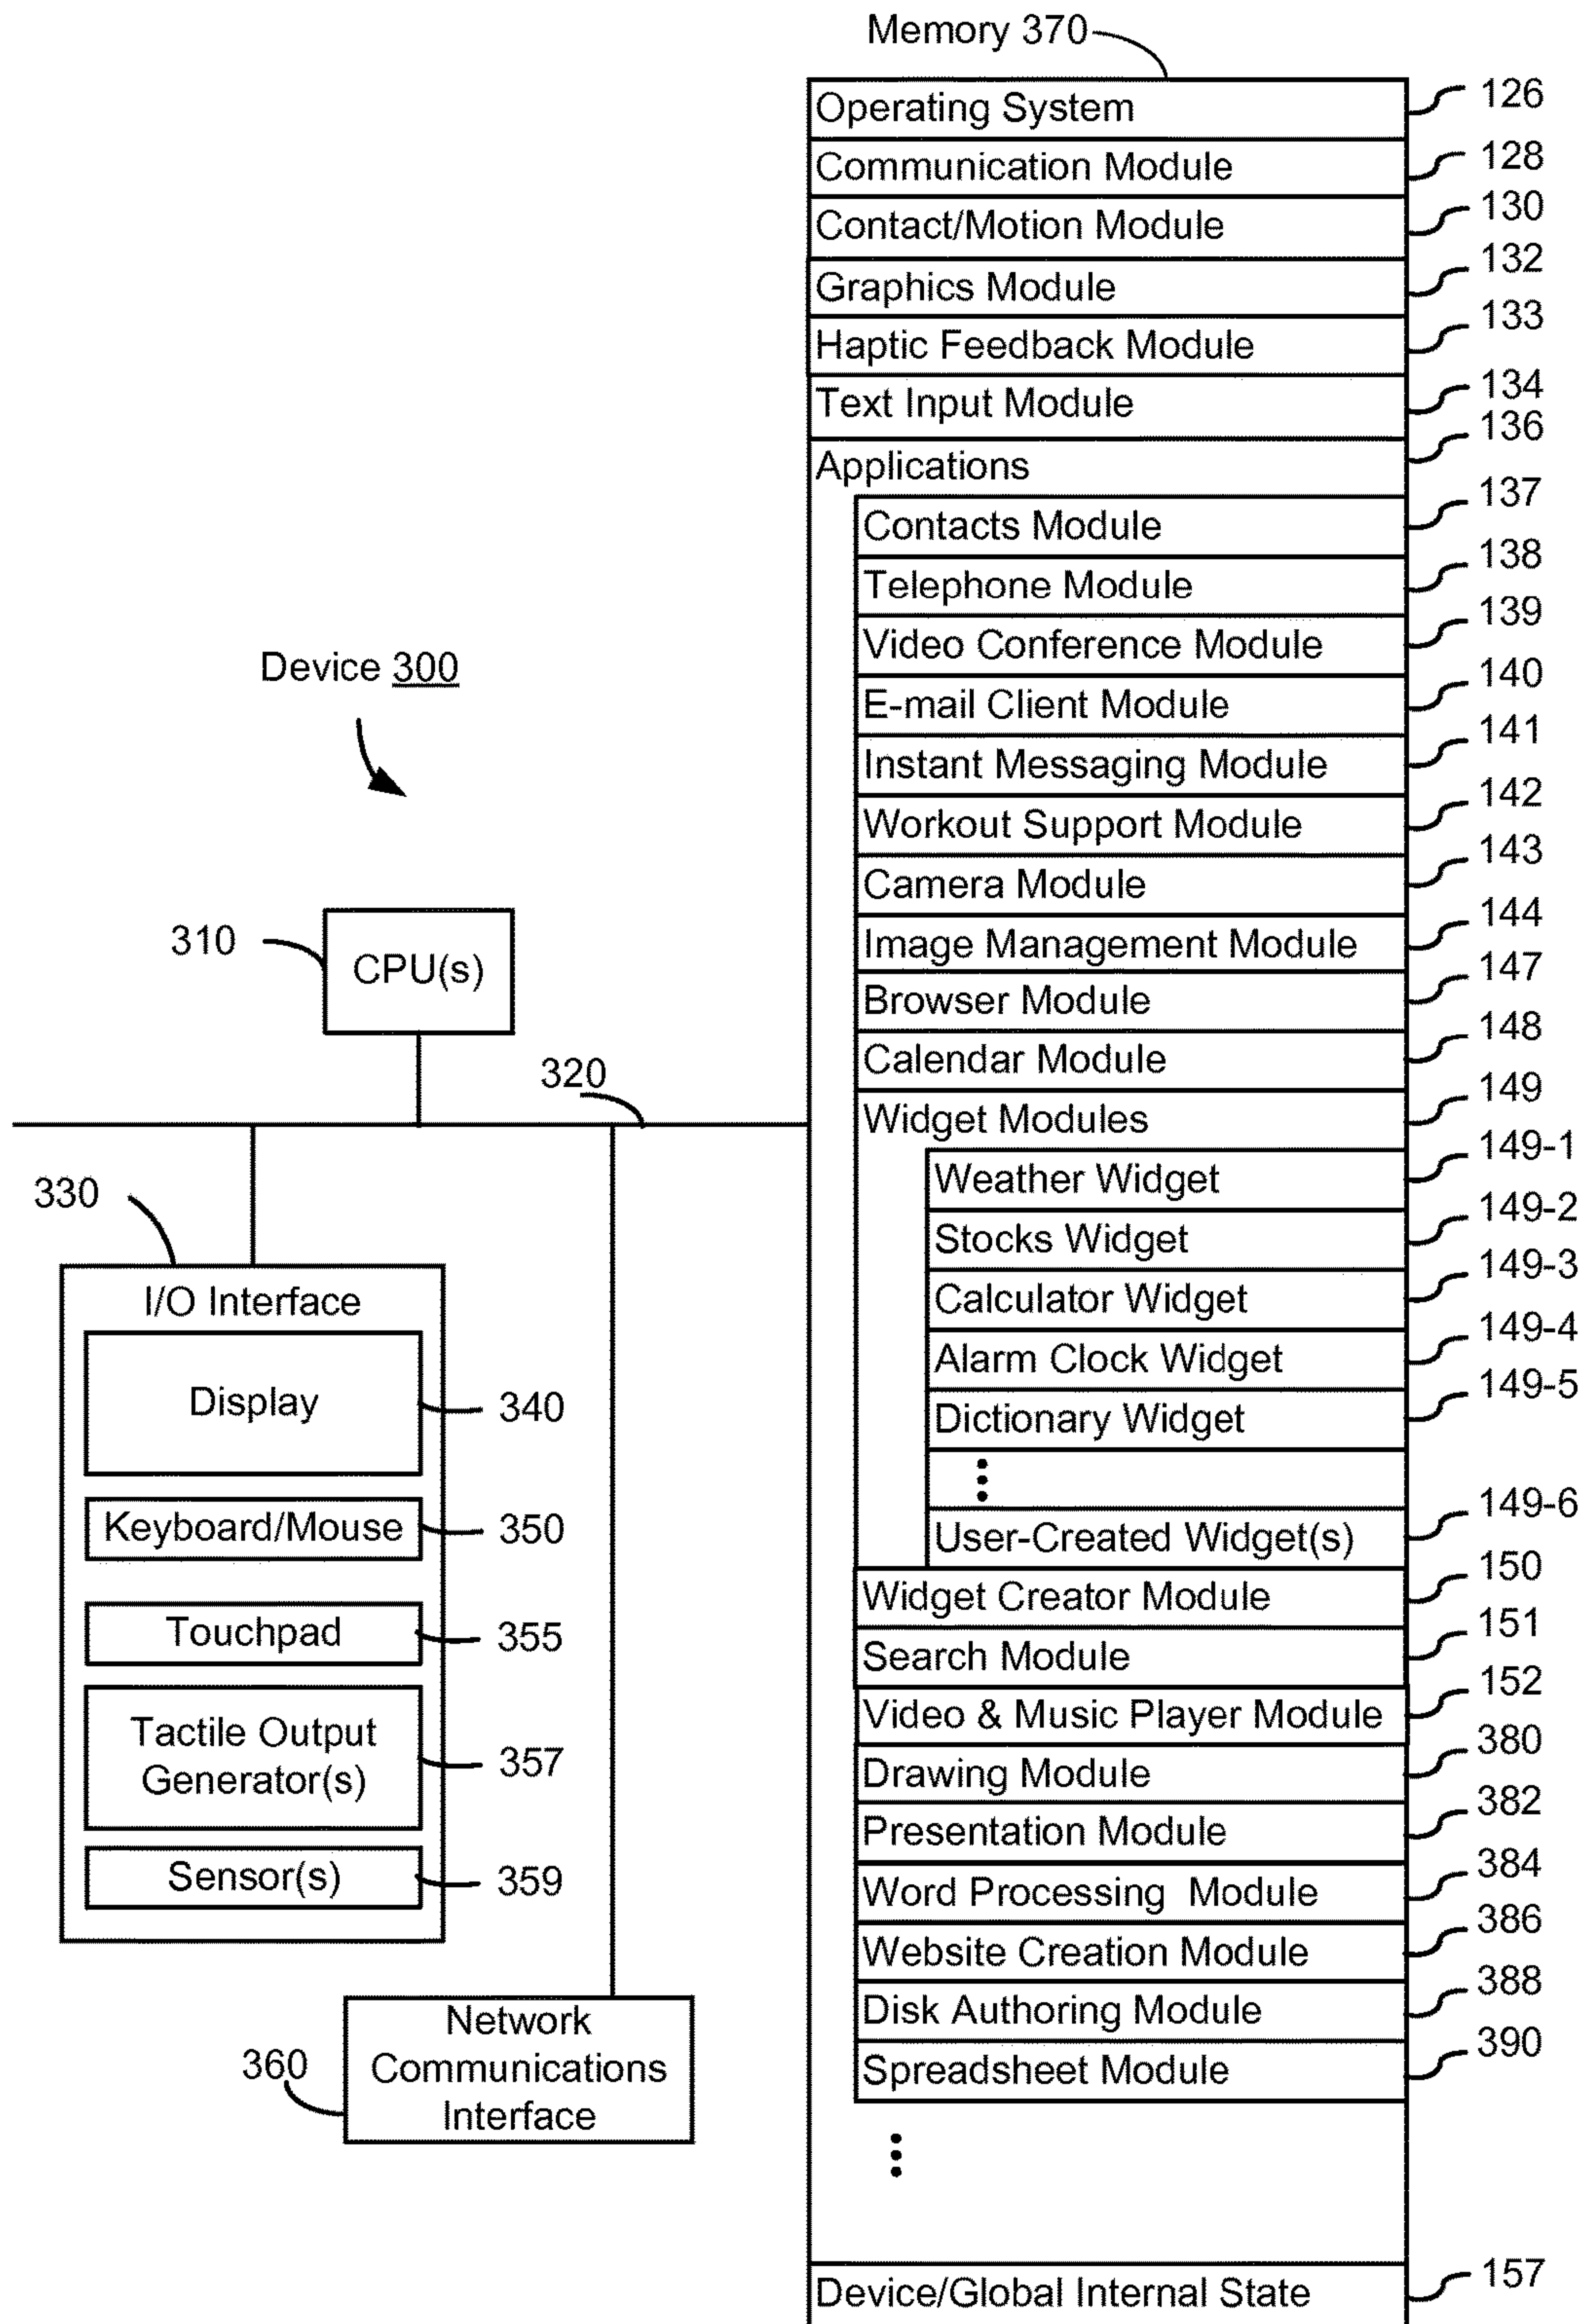 Memory 370
Operating System 126
Communication Module 128
Contact/Motion Module 130
Graphics Module 132
Haptic Feedback Module 133
Text Input Module 134
Applications 136
Contacts Module 137
Telephone Module 138
Video Conference Module 139
E-mail Client Module 140
Instant Messaging Module 141
Workout Support Module 142
Camera Module 143
Image Management Module 144
Browser Module 147
Calendar Module 148
Widget Modules 149
Weather Widget 149-1
Stocks Widget 149-2
Calculator Widget 149-3
Alarm Clock Widget 149-4
Dictionary Widget 149-5
User-Created Widget(s) 149-6
Widget Creator Module 150
Search Module 151
Video & Music Player Module 152
Drawing Module 380
Presentation Module 382
Word Processing Module 384
Website Creation Module 386
Disk Authoring Module 388
Spreadsheet Module 390
Device/Global Internal State 157
Device 300
310
CPU(s)
320
330
I/O Interface
Display 340
Keyboard/Mouse 350
Touchpad 355
Tactile Output
Generator(s) 357
Sensor(s) 359
360
Network
Communications
Interface